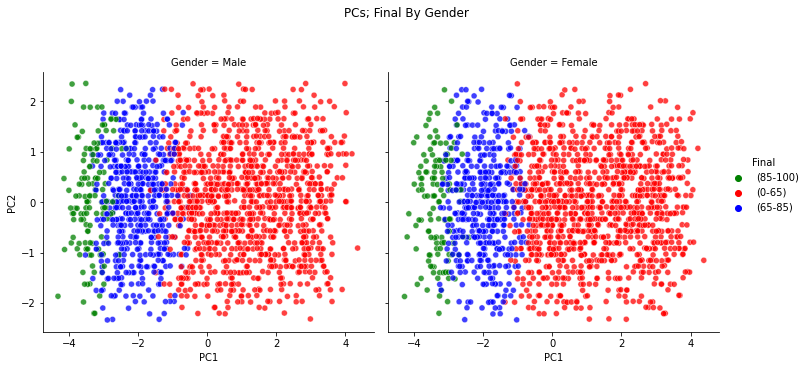 PCs; Final By Gender
Gender = Male
Gender = Female
PC2
2
1
0
−1
−2
−4
−2
0
2
4
PC1
−4
−2
0
2
4
PC1
Final
(85-100)
(0-65)
(65-85)